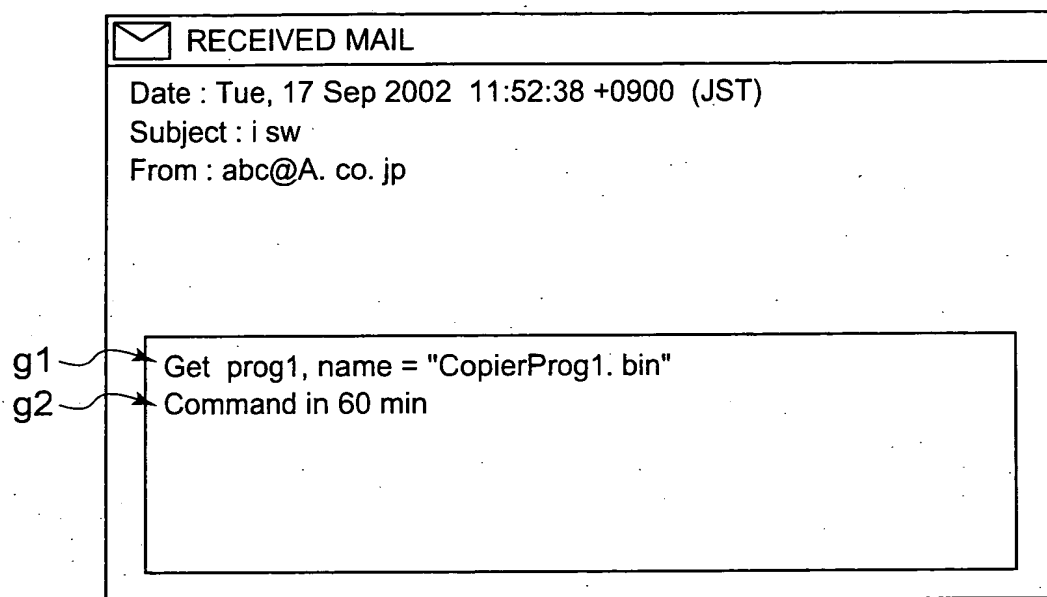 RECEIVED MAIL
Date : Tue, 17 Sep 2002 11:52:38 +0900 (JST)
Subject : i sw
From : abc@A. co. jp
g1 Get prog1, name = "CopierProg1. bin"
g2 Command in 60 min